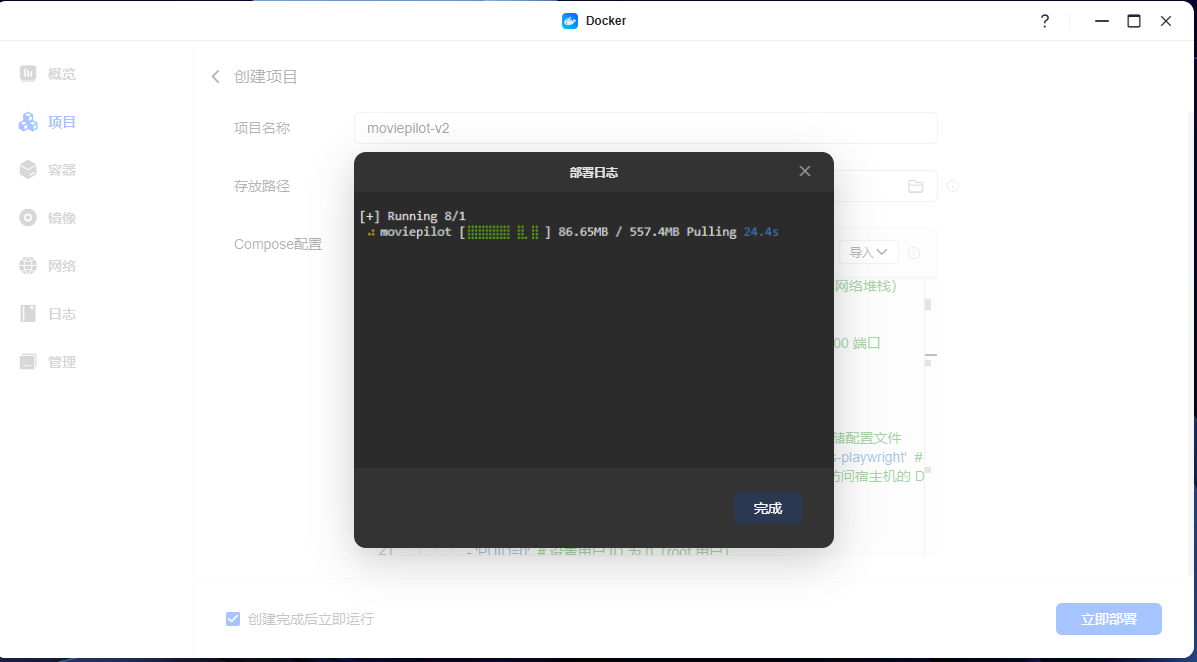 Docker
?
概览
项目
容器
镜像
网络
日志
管理
创建项目
项目名称
moviepilot-v2
存放路径
Compose配置
导入
部署日志
[+] Running 8/1
moviepilot [ ] 86.65MB / 557.4MB Pulling 24.4s
完成
网络堆栈）
00 端口
储配置文件
s-playwright' #
访问宿主机的 D
21 - 'PUID=0' # 设置用户 ID 为 0（root 用户）
创建完成后立即运行
立即部署